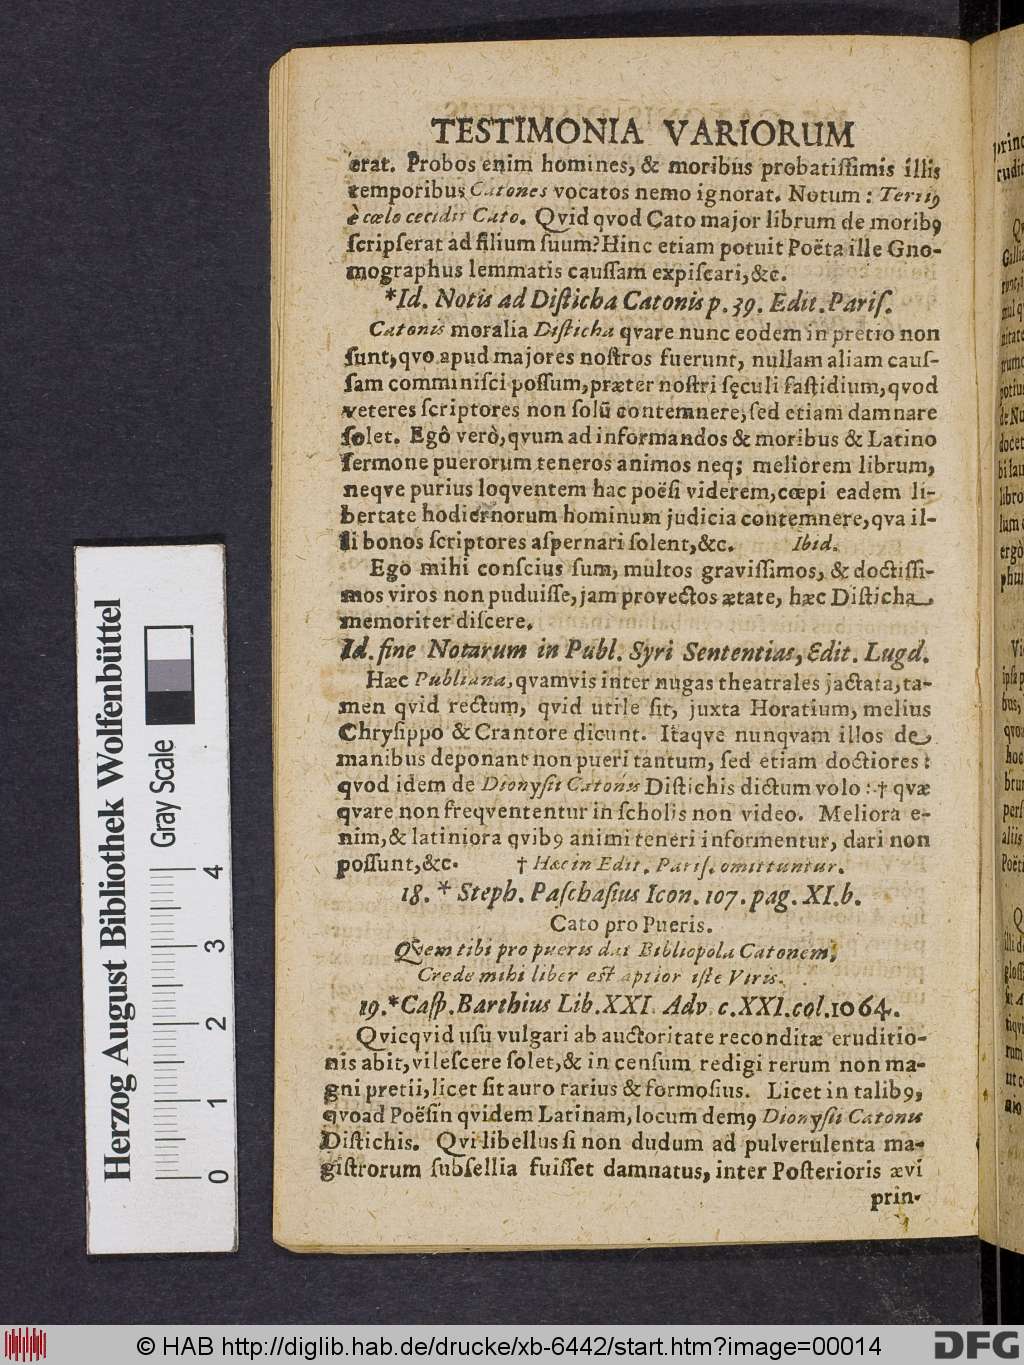 TESTIMONIA VARIORUM
erat. Probos enim homines, & moribus probatiſſimis illis
temporibus Catones vocatos nemo ignorat. Notum: Tertiꝰ
è cœlo cecidit Cato. Qvid qvod Cato major librum de moribꝰ
ſcripſerat ad filium ſuum? Hinc etiam potuit Poëta ille Gno-
mographus lemmatis cauſſam expiſcari, &c.
*Id. Notis ad Diſticha Catonis p. 39. Edit. Pariſ.
Catonis moralia Diſticha qvare nunc eodem in pretio non
ſunt, qvo apud majores noſtros fuerunt, nullam aliam cauſ-
ſam comminiſci poſſum, præter noſtri ſęculi faſtidium, qvod
veteres ſcriptores non ſolũ contemnere, ſed etiam damnare
ſolet. Egô verò, qvum ad informandos & moribus & Latino
ſermone puerorum teneros animos neq; meliorem librum,
neqve purius loqventem hac poëſi viderem, cœpi eadem li-
bertate hodiernorum hominum judicia contemnere, qva il-
li bonos ſcriptores aſpernari ſolent, &c. Ibid.
Ego mihi conſcius ſum, multos graviſſimos, & doctiſſi-
mos viros non puduiſſe, jam provectos ætate, hæc Diſticha
memoriter diſcere.
Id. fine Notarum in Publ. Syri Sententias, Edit. Lugd.
Hæc Publiana, qvamvis inter nugas theatrales jactata, ta-
men qvid rectum, qvid utile ſit, juxta Horatium, melius
Chryſippo & Crantore dicunt. Itaqve nunqvam illos de
manibus deponant non pueri tantum, ſed etiam doctiores:
qvod idem de Dionyſii Catonis Diſtichis dictum volo: † qvæ
qvare non freqvententur in ſcholis non video. Meliora e-
nim, & latiniora qvibꝰ animi teneri informentur, dari non
poſſunt, &c. † Hæc in Edit. Pariſ. omittuntur.
18. * Steph. Paſchaſius Icon. 107. pag. XI. b.
Cato pro Pueris.
Qvem tibi pro pueris dat Bibliopola Catonem,
Crede mihi liber eſt aptior iſte Viris.
19. * Caſp. Barthius Lib. XXI. Adv. c. XXI. col. 1064.
Qvicqvid uſu vulgari ab auctoritate reconditæ eruditio-
nis abit, vileſcere ſolet, & in cenſum redigi rerum non ma-
gni pretii, licet ſit auro rarius & formoſius. Licet in talibꝰ,
qvoad Poëſin qvidem Latinam, locum demꝰ Dionyſii Catonis
Diſtichis. Qvi libellus ſi non dudum ad pulverulenta ma-
giſtrorum ſubſellia fuiſſet damnatus, inter Poſterioris ævi
prin-
Herzog August Bibliothek Wolfenbüttel
Gray Scale
0 1 2 3 4
© HAB http://diglib.hab.de/drucke/xb-6442/start.htm?image=00014
DFG